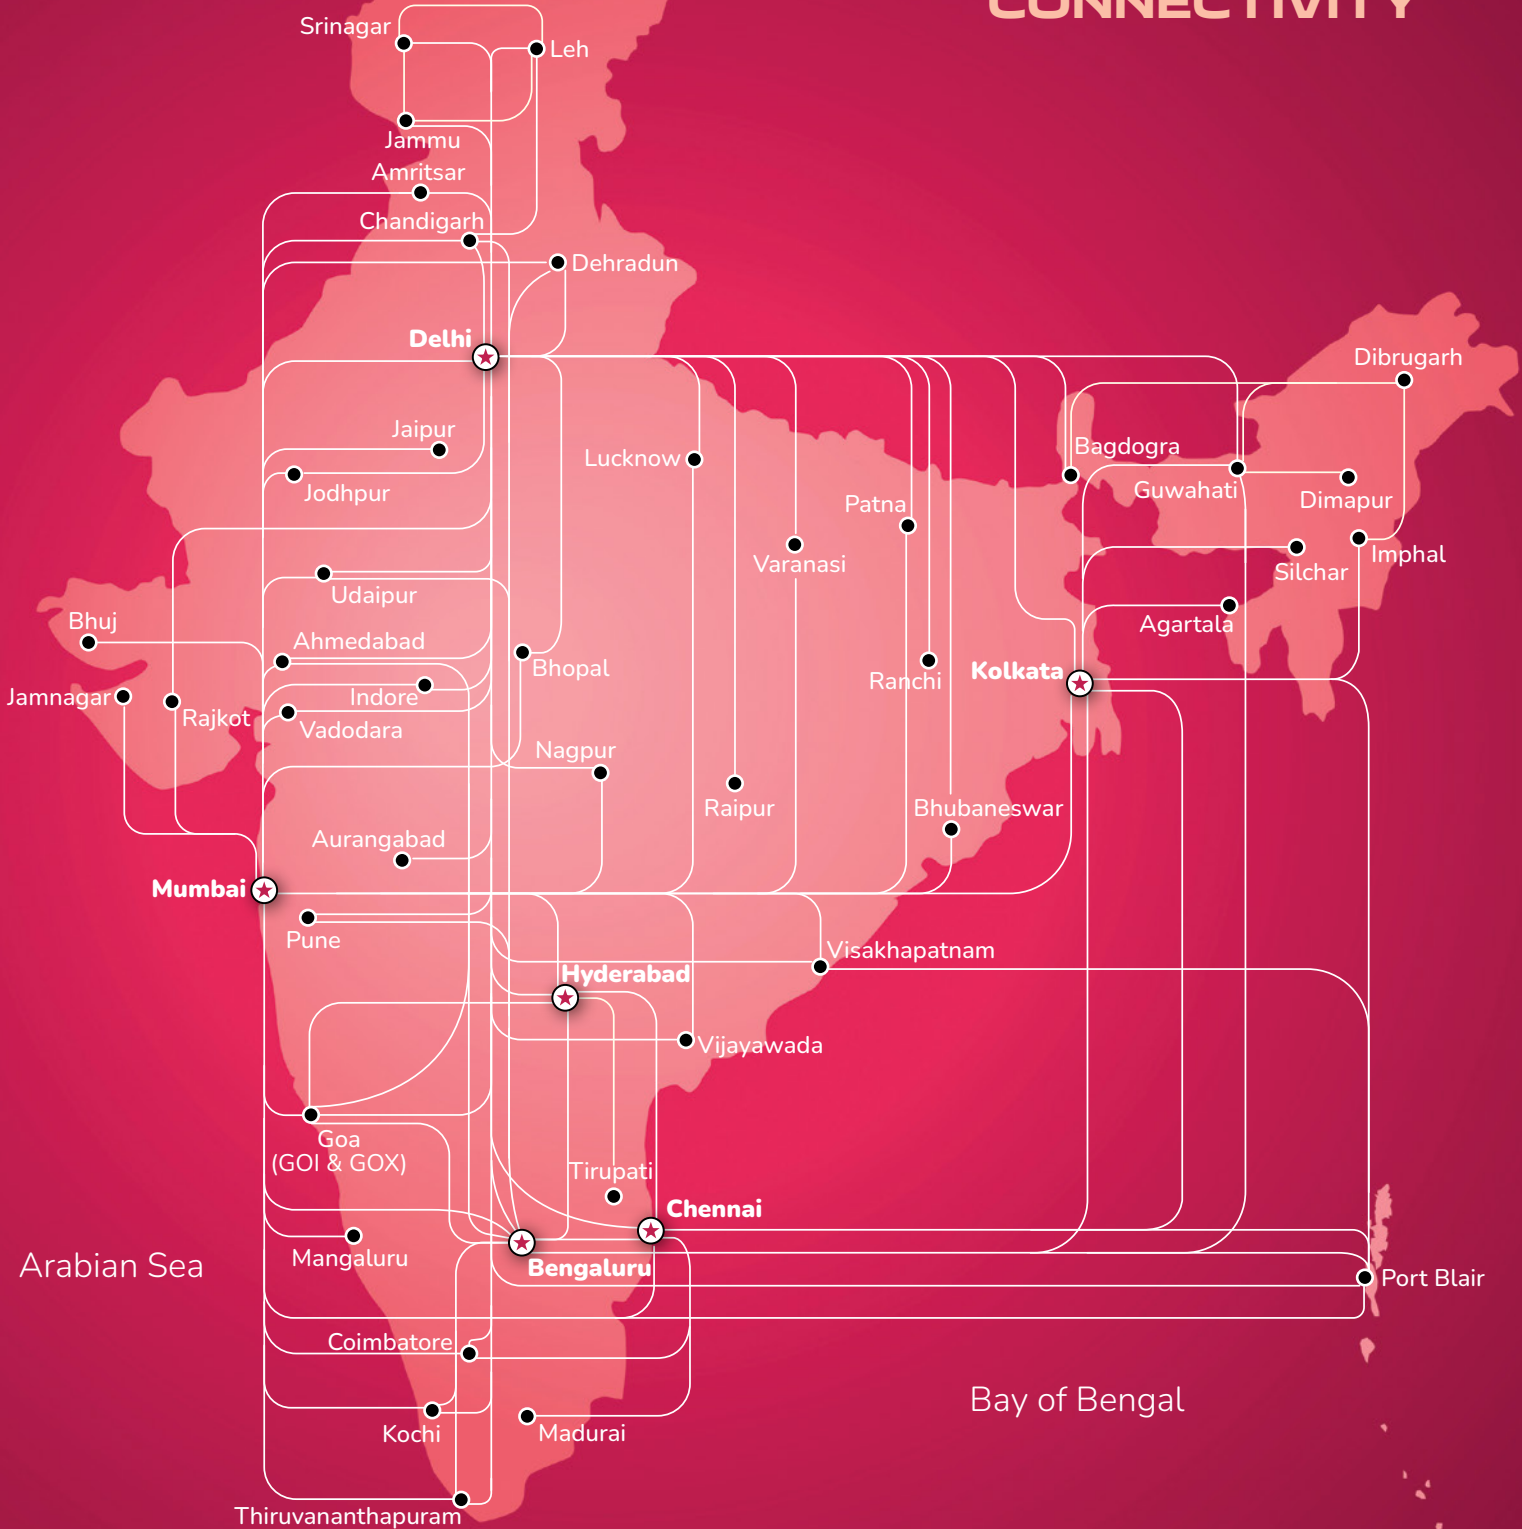 CONNECTIVITY
Srinagar
Leh
Jammu
Amritsar
Chandigarh
Dehradun
Delhi
Dibrugarh
Jaipur
Bagdogra
Lucknow
Guwahati
Jodhpur
Dimapur
Patna
Imphal
Varanasi
Silchar
Udaipur
Bhuj
Agartala
Ahmedabad
Bhopal
Kolkata
Ranchi
Jamnagar
Indore
Rajkot
Vadodara
Nagpur
Raipur
Bhubaneswar
Aurangabad
Mumbai
Pune
Visakhapatnam
Hyderabad
Vijayawada
Goa
(GOI & GOX)
Tirupati
Chennai
Mangaluru
Arabian Sea
Bengaluru
Port Blair
Coimbatore
Bay of Bengal
Kochi
Madurai
Thiruvananthapuram